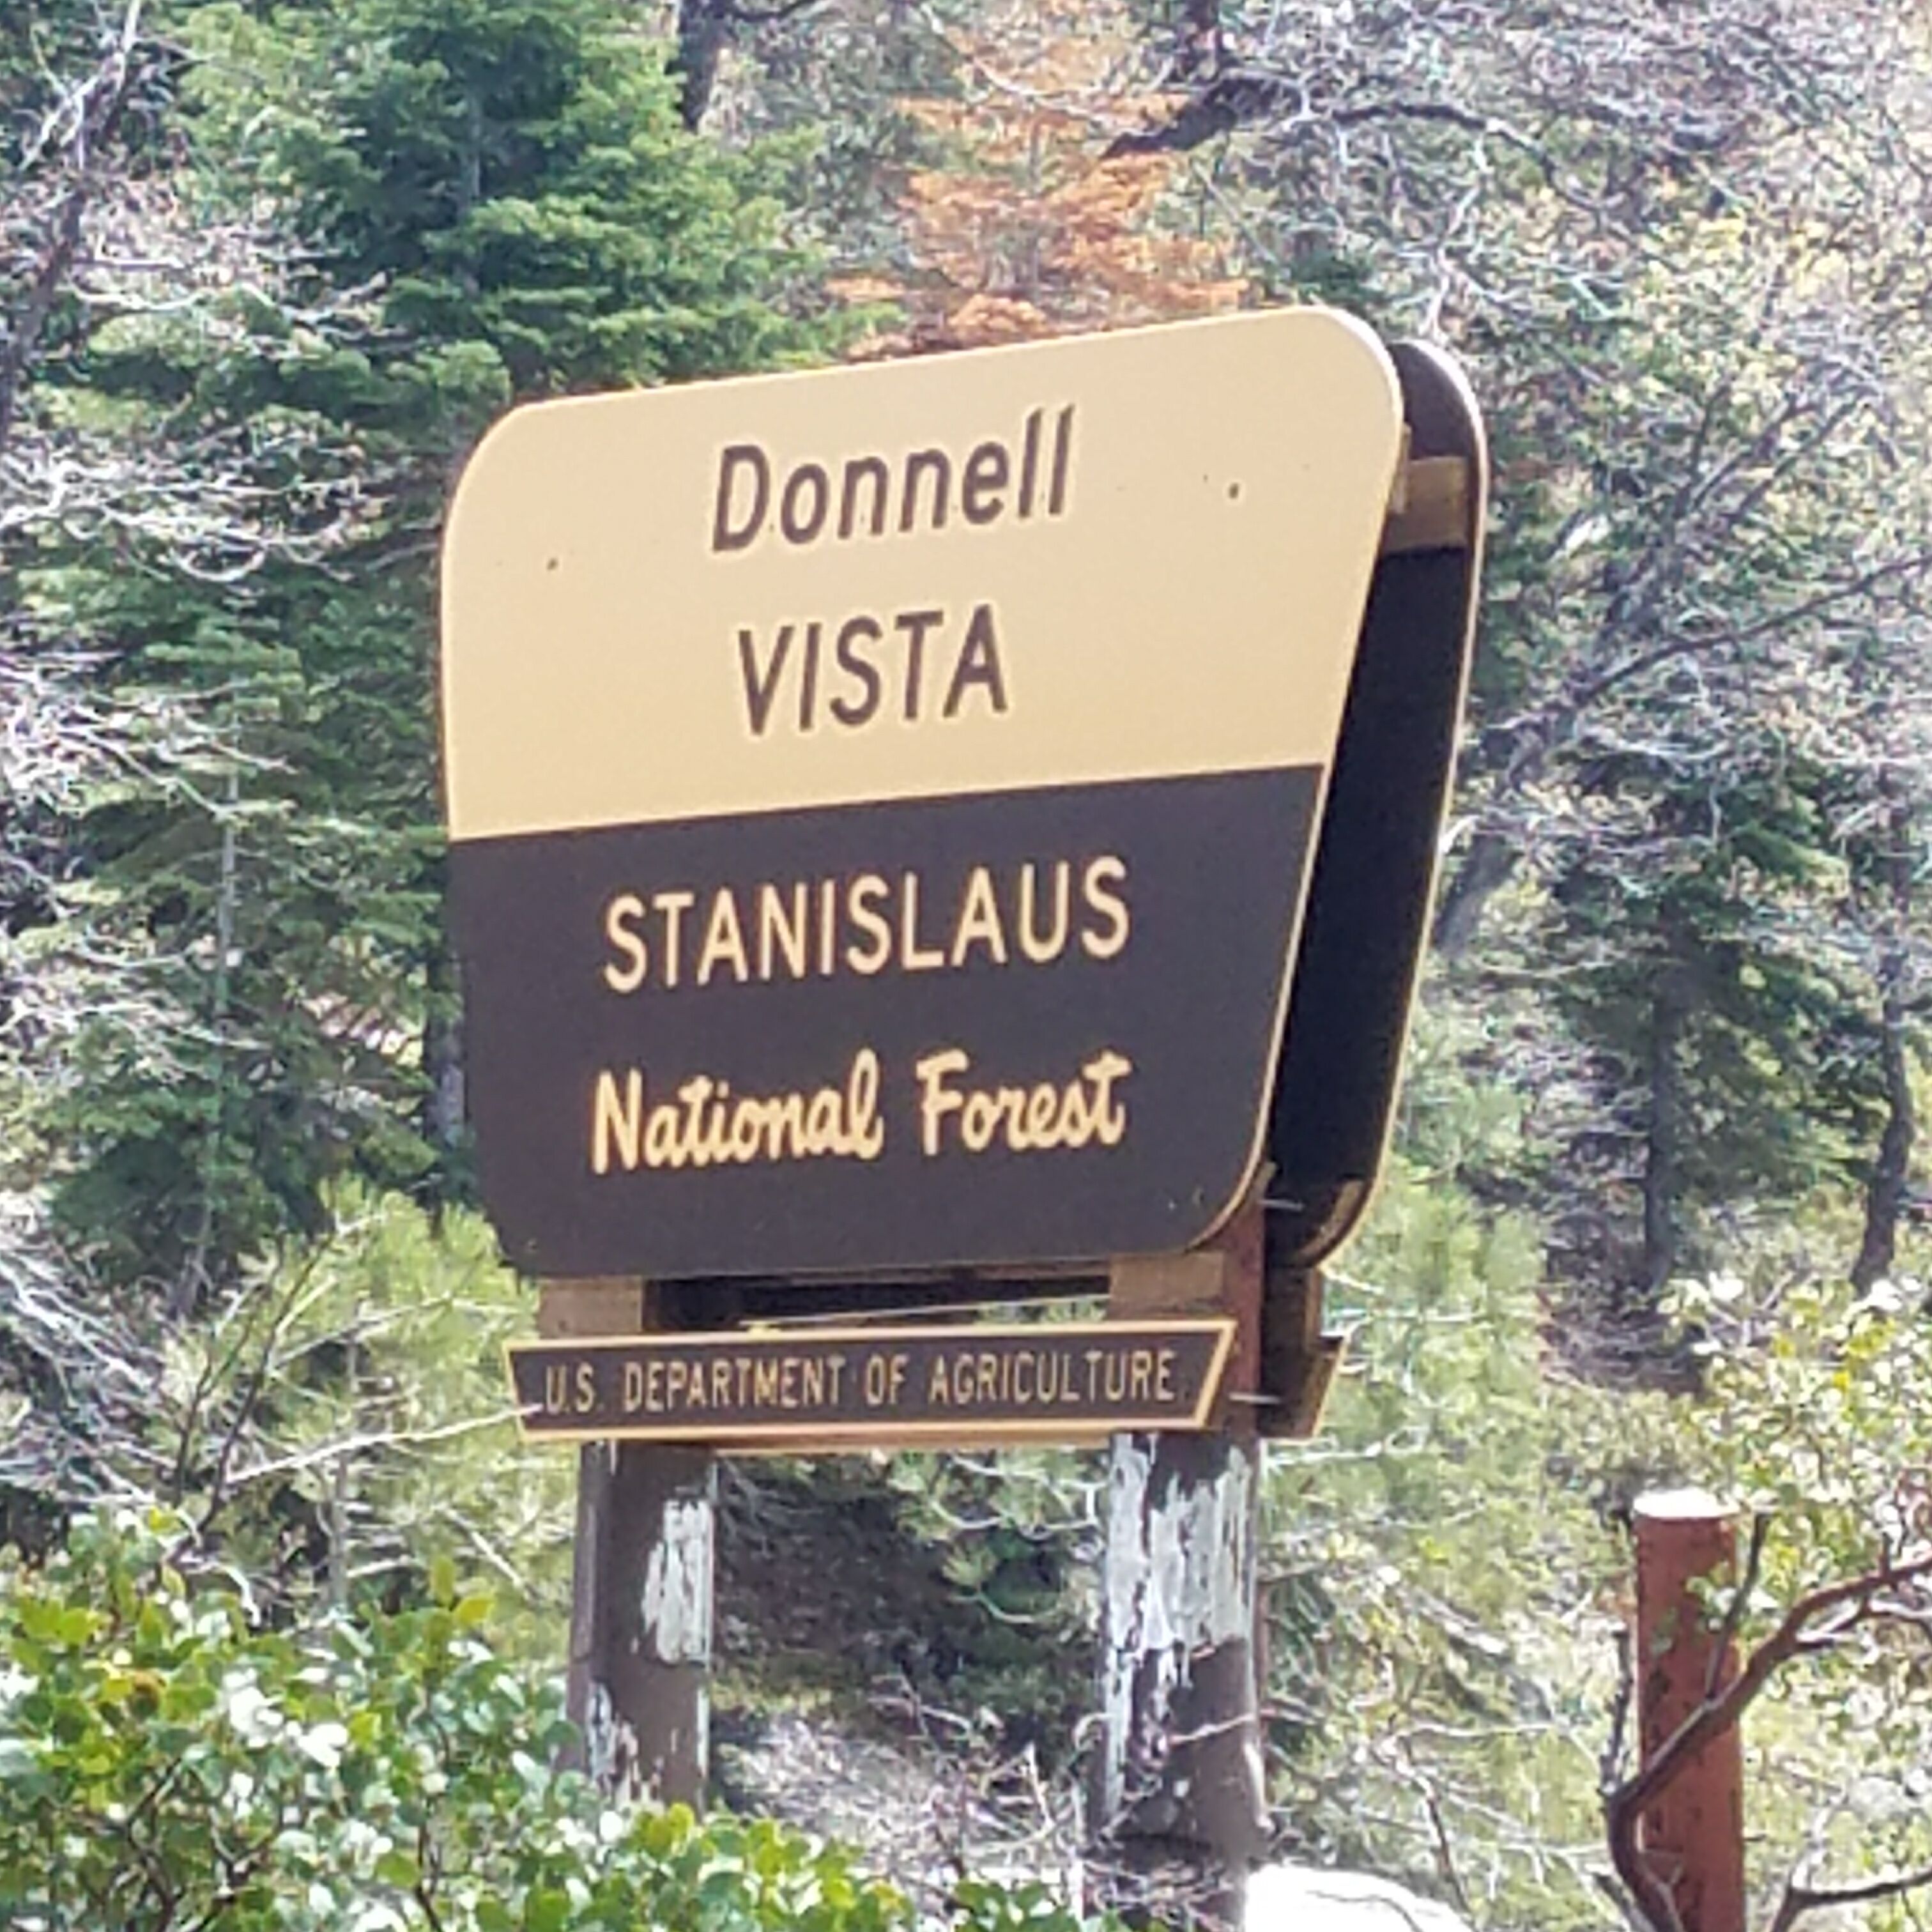 Donnell
VISTA
STANISLAUS
National Forest
U.S. DEPARTMENT OF AGRICULTURE